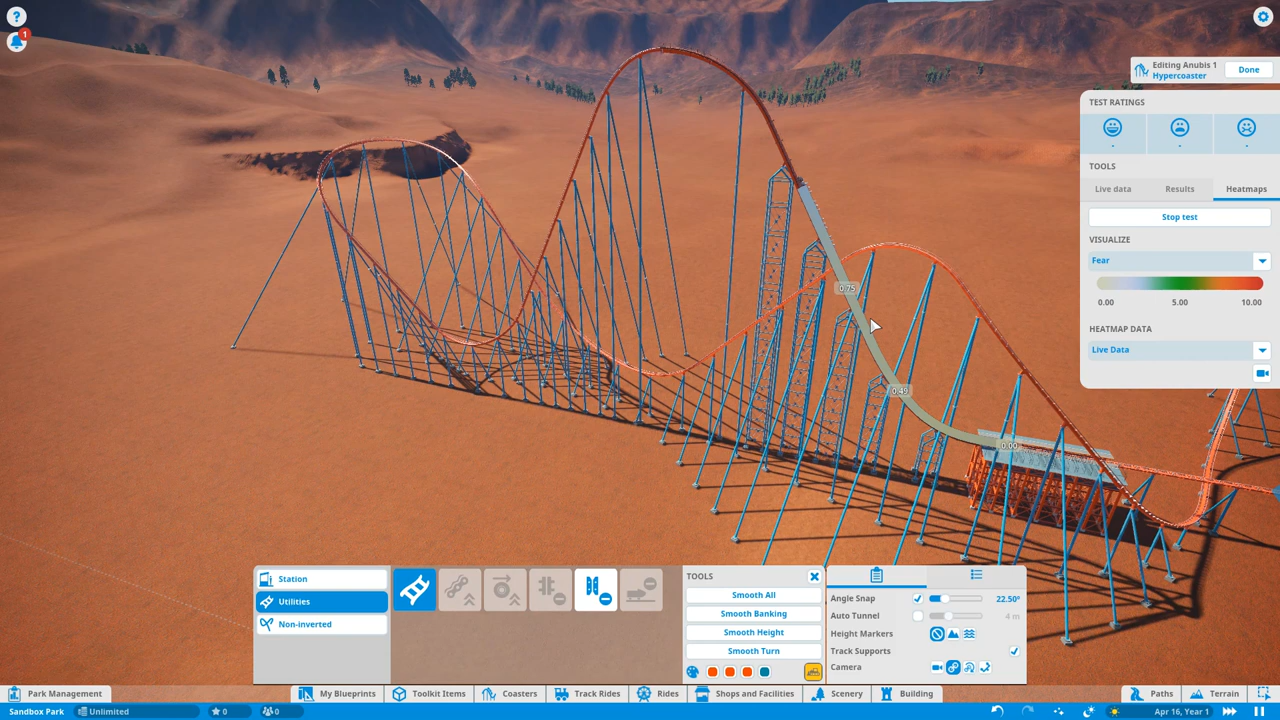 ?
1
Editing Anubis 1
Hypercoaster
Done
TEST RATINGS
- - -
TOOLS
Live data Results Heatmaps
Stop test
VISUALIZE
Fear
0.00 5.00 10.00
HEATMAP DATA
Live Data
0.75
0.49
0.00
Station
Utilities
Non-inverted
TOOLS
Smooth All
Smooth Banking
Smooth Height
Smooth Turn
Angle Snap 22.50°
Auto Tunnel 4 m
Height Markers
Track Supports
Camera
Park Management My Blueprints Toolkit Items Coasters Track Rides Rides Shops and Facilities Scenery Building Paths Terrain
Sandbox Park Unlimited 0 0 Apr 16, Year 1